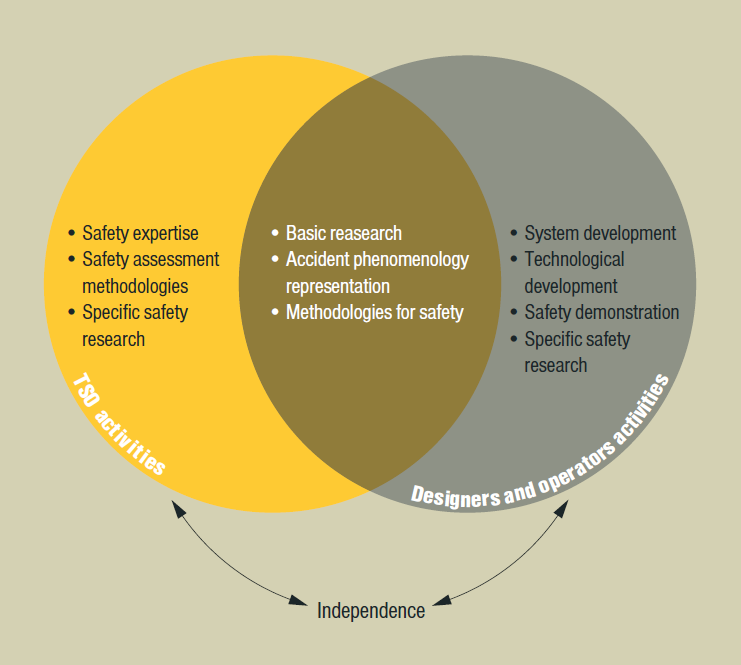 • Safety expertise
• Safety assessment
methodologies
• Specific safety
research
• Basic reasearch
• Accident phenomenology
representation
• Methodologies for safety
• System development
• Technological
development
• Safety demonstration
• Specific safety
research
TSO activities
Designers and operators activities
Independence